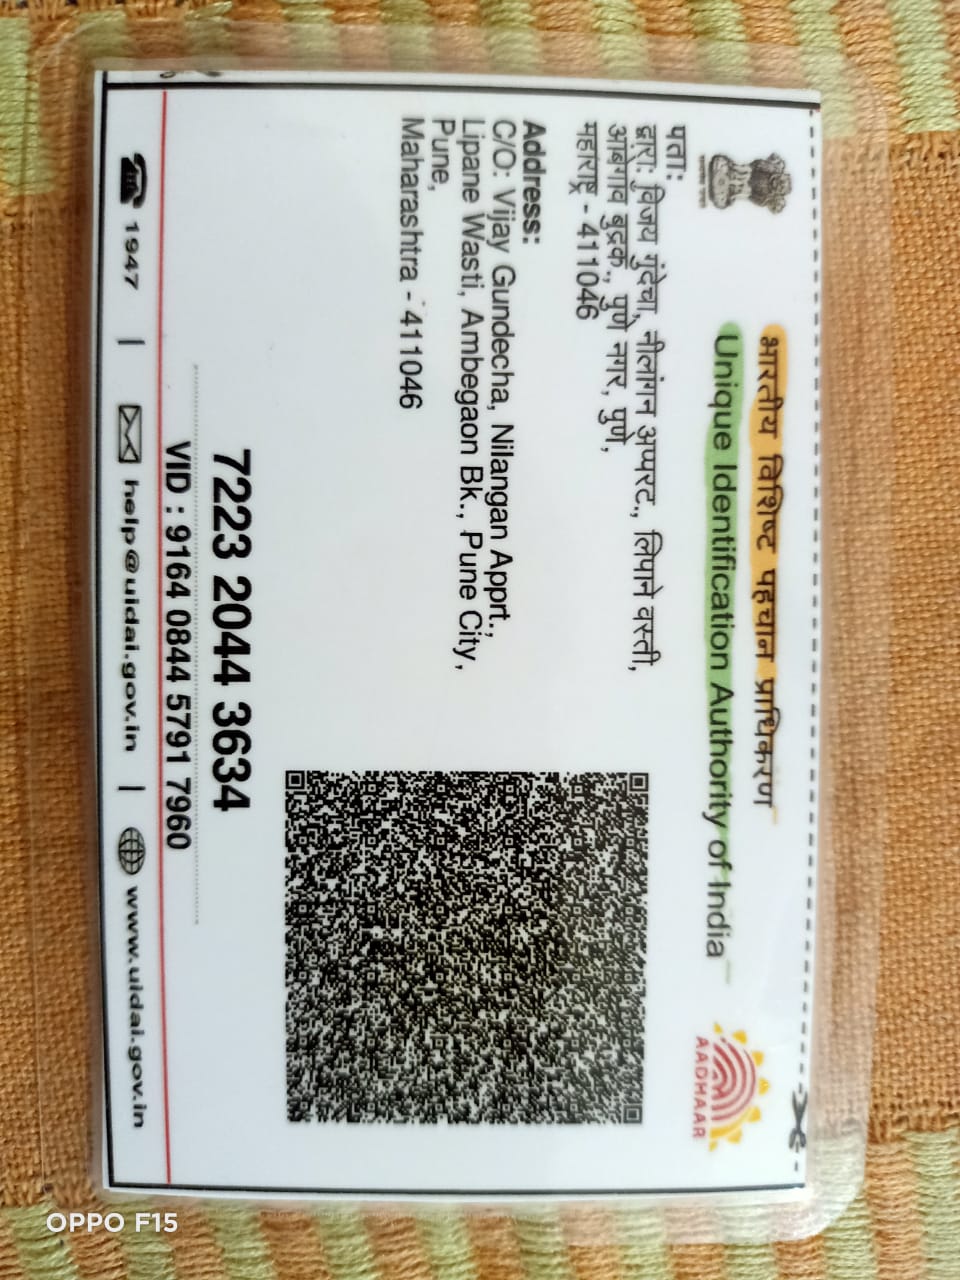 भारतीय विशिष्ट पहचान प्राधिकरण
Unique Identification Authority of India
AADHAAR
पता:
द्वारा: विजय गुंदेचा, नीलांगन अप्परट., लिपाने वस्ती,
आंबेगाव बुद्रक., पुणे नगर, पुणे,
महाराष्ट्र - 411046
Address:
C/O: Vijay Gundecha, Nilangan Apprt.,
Lipane Wasti, Ambegaon Bk., Pune City,
Pune,
Maharashtra - 411046
7223 2044 3634
VID : 9164 0844 5791 7960
1947 | help@uidai.gov.in | www.uidai.gov.in
OPPO F15